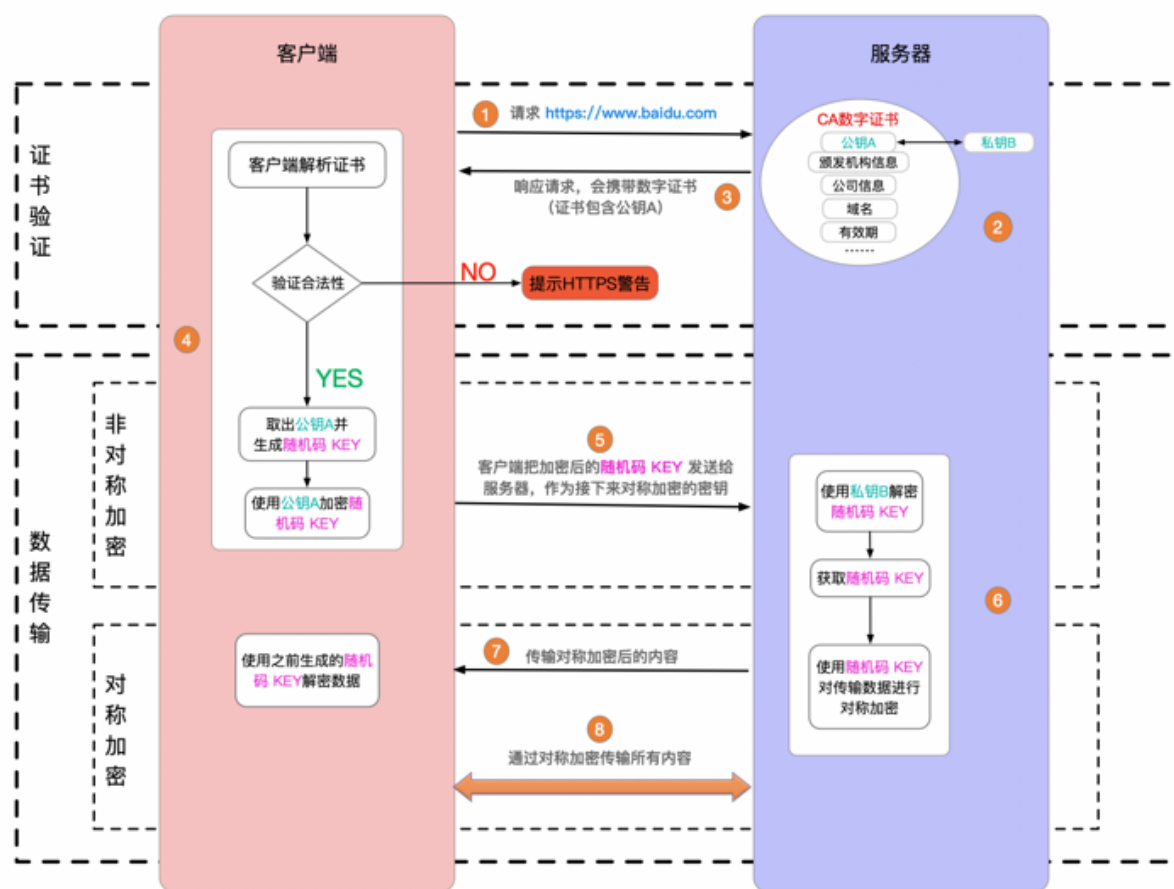 客户端
服务器
证
书
验
证
1
请求 https://www.baidu.com
CA数字证书
公钥A
私钥B
颁发机构信息
公司信息
域名
有效期
······
2
客户端解析证书
响应请求，会携带数字证书
（证书包含公钥A）
3
验证合法性
NO
提示HTTPS警告
4
YES
数
据
传
输
非
对
称
加
密
取出公钥A并
生成随机码 KEY
使用公钥A加密随
机码 KEY
5
客户端把加密后的随机码 KEY 发送给
服务器，作为接下来对称加密的密钥
使用私钥B解密
随机码 KEY
获取随机码 KEY
6
对
称
加
密
使用之前生成的随机
码 KEY解密数据
7
传输对称加密后的内容
使用随机码 KEY
对传输数据进行
对称加密
8
通过对称加密传输所有内容